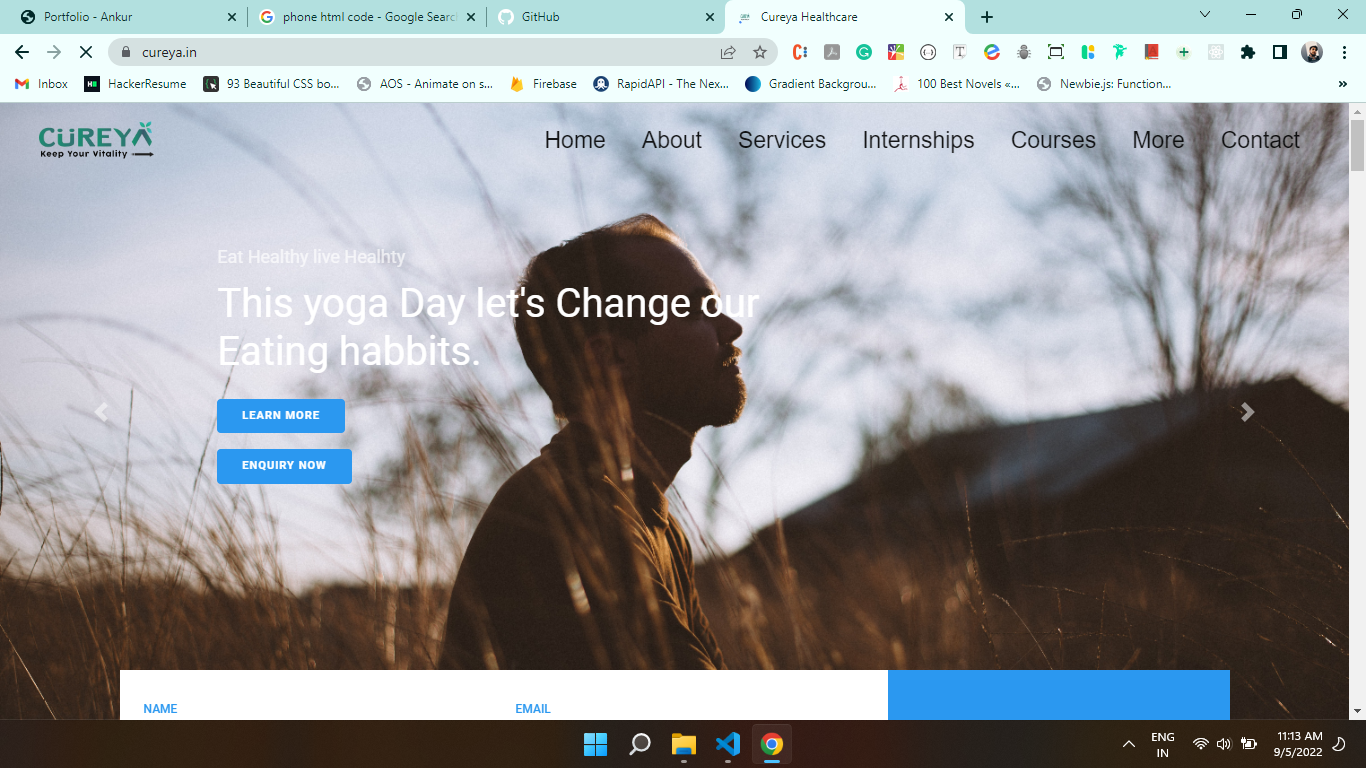 Portfolio - Ankur
phone html code - Google Searc
GitHub
Cureya Healthcare
cureya.in
Inbox
HackerResume
93 Beautiful CSS bo...
AOS - Animate on s...
Firebase
RapidAPI - The Nex...
Gradient Backgrou...
100 Best Novels «...
Newbie.js: Function...
CÜREYA
Keep Your Vitality
Home About Services Internships Courses More Contact
Eat Healthy live Healhty
This yoga Day let's Change our
Eating habbits.
LEARN MORE
ENQUIRY NOW
NAME EMAIL
ENG
IN
11:13 AM
9/5/2022